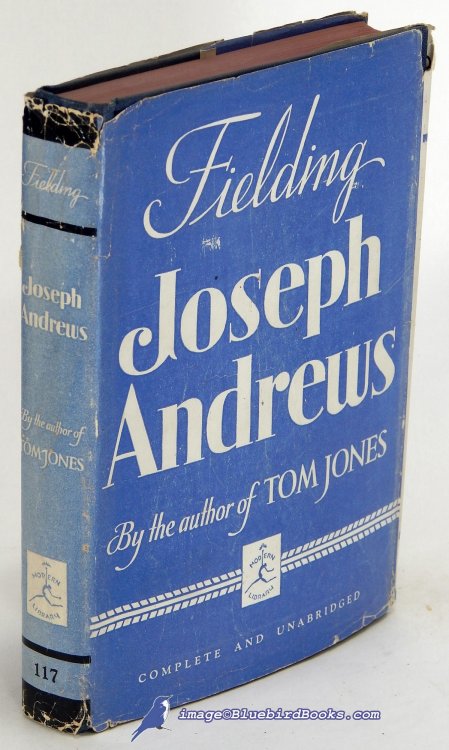 Fielding
Joseph
Andrews
By the author of
TOM JONES
A
MODERN
LIBRARY
117
Fielding
Joseph
Andrews
By the author of TOM JONES
A
MODERN
LIBRARY
COMPLETE AND UNABRIDGED
image©BluebirdBooks.com